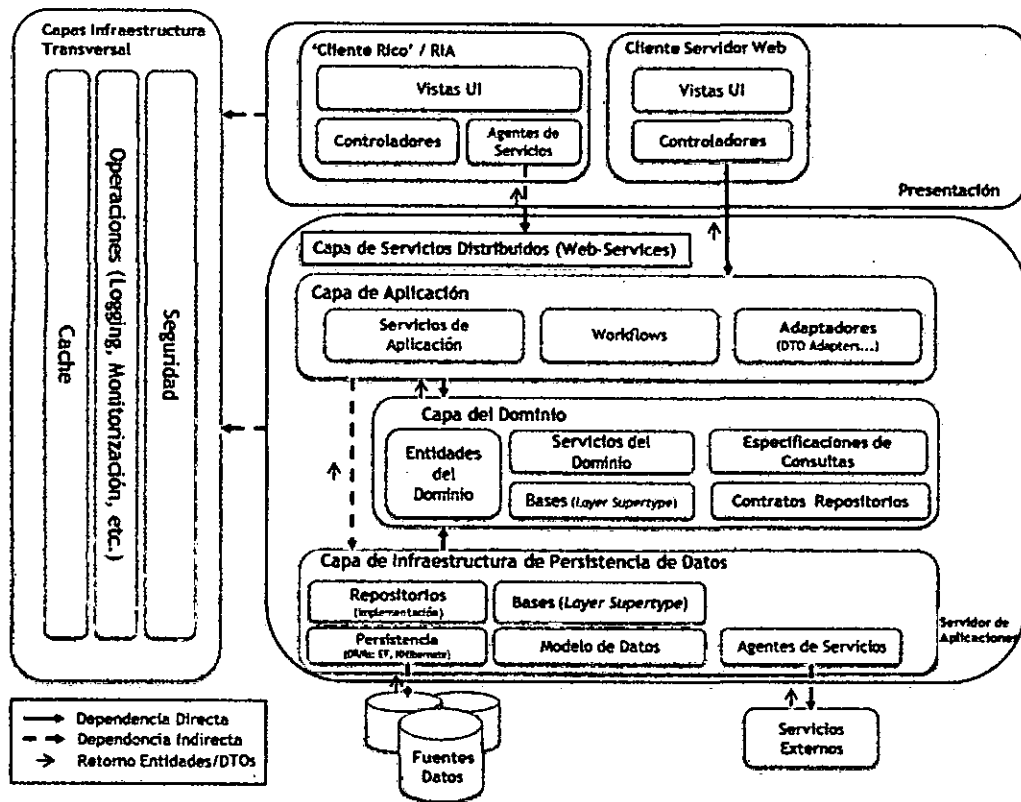 Capas Infraestructura
Transversal
Cache
Operaciones (Logging, Monitorización, etc.)
Seguridad
'Cliente Rico' / RIA
Vistas UI
Controladores
Agentes de
Servicios
Cliente Servidor Web
Vistas UI
Controladores
Presentación
Capa de Servicios Distribuidos (Web-Services)
Capa de Aplicación
Servicios de
Aplicación
Workflows
Adaptadores
(DTO Adapters...)
Capa del Dominio
Entidades
del
Dominio
Servicios del
Dominio
Especificaciones de
Consultas
Bases (Layer Supertype)
Contratos Repositorios
Capa de Infraestructura de Persistencia de Datos
Repositorios
(Implementación)
Bases (Layer Supertype)
Persistencia
(ORMs: EF, NHibernate)
Modelo de Datos
Agentes de Servicios
Servidor de
Aplicaciones
Fuentes
Datos
Servicios
Externos
Dependencia Directa
Dependencia Indirecta
Retorno Entidades/DTOs